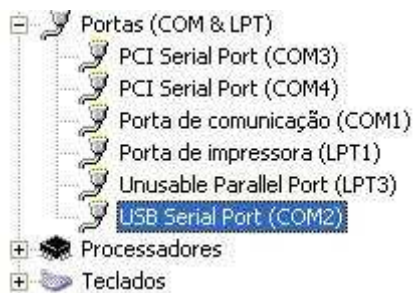 Portas (COM & LPT)
PCI Serial Port (COM3)
PCI Serial Port (COM4)
Porta de comunicação (COM1)
Porta de impressora (LPT1)
Unusable Parallel Port (LPT3)
USB Serial Port (COM2)
Processadores
Teclados